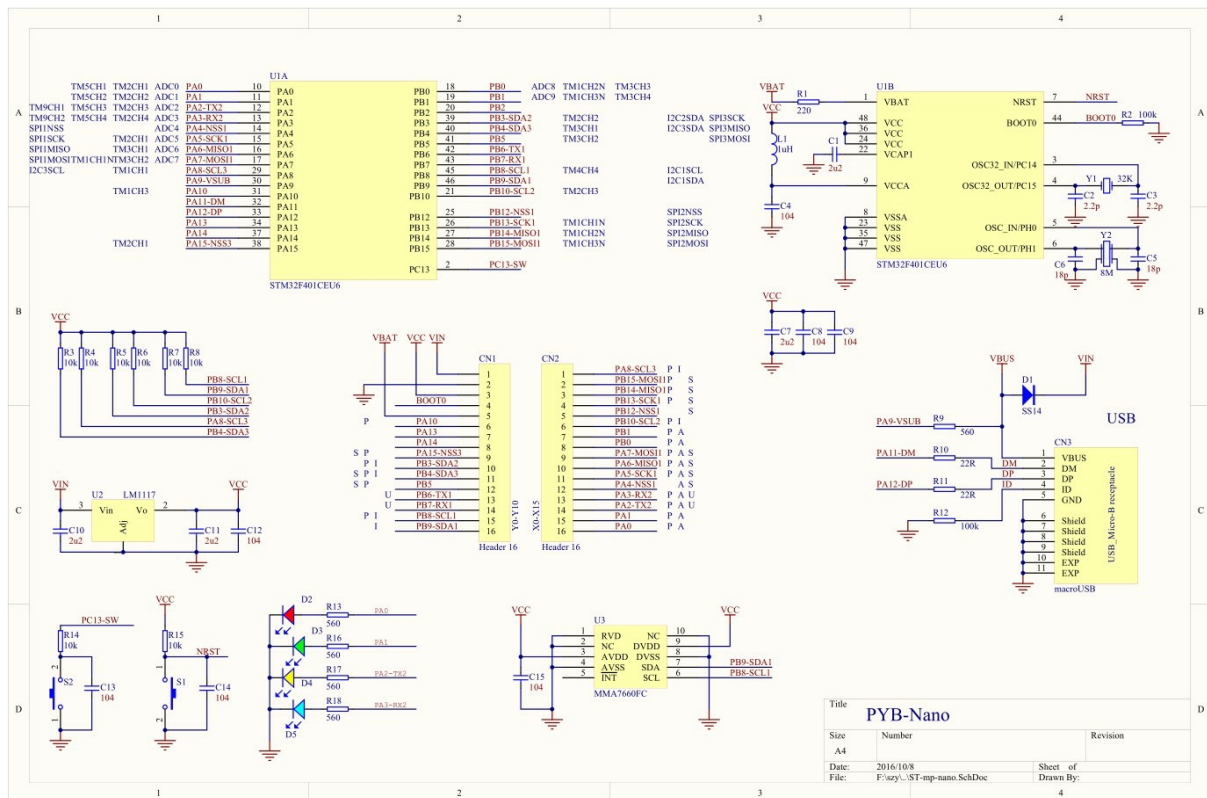 1 2 3 4
A
B
C
D
U1A
TM5CH1 TM2CH1 ADC0 PA0 10 PA0
TM5CH2 TM2CH2 ADC1 PA1 11 PA1
TM9CH1 TM5CH3 TM2CH3 ADC2 PA2-TX2 12 PA2
TM9CH2 TM5CH3 TM2CH4 ADC3 PA3-RX2 13 PA3
SPI1NSS ADC4 PA4-NSS1 14 PA4
SPI1SCK TM2CH1 ADC5 PA5-SCK1 15 PA5
SPI1MISO TM3CH1 ADC6 PA6-MISO1 16 PA6
SPI1MOSI TM1CH1N TM3CH2 ADC7 PA7-MOSI1 17 PA7
I2C3SCL TM1CH1 PA8-SCL3 29 PA8
PA9-VSUB 30 PA9
TM1CH3 PA10 31 PA10
PA11-DM 32 PA11
PA12-DP 33 PA12
PA13 34 PA13
PA14 37 PA14
TM2CH1 PA15-NSS3 38 PA15
PB0 18 PB0 ADC8 TM1CH2N TM3CH3
PB1 19 PB1 ADC9 TM1CH3N TM3CH4
PB2 20 PB2
PB3 39 PB3-SDA2 TM2CH2 I2C2SDA SPI3SCK
PB4 40 PB4-SDA3 TM3CH1 I2C3SDA SPI3MISO
PB5 41 PB5 TM3CH2 SPI3MOSI
PB6 42 PB6-TX1
PB7 43 PB7-RX1
PB8 45 PB8-SCL1 TM4CH4 I2C1SCL
PB9 46 PB9-SDA1 I2C1SDA
PB10 21 PB10-SCL2 TM2CH3
PB12 25 PB12-NSS1 SPI2NSS
PB13 26 PB13-SCK1 TM1CH1N SPI2SCK
PB14 27 PB14-MISO1 TM1CH2N SPI2MISO
PB15 28 PB15-MOSI1 TM1CH3N SPI2MOSI
PC13 2 PC13-SW
STM32F401CEU6
U1B
VBAT R1 220 1 VBAT
VCC
48 VCC
36 VCC
24 VCC
22 VCAP1
L1 1uH
C1 2u2
9 VCCA
C4 104
8 VSSA
23 VSS
35 VSS
47 VSS
NRST 7 NRST
BOOT0 44 BOOT0 R2 100k
OSC32_IN/PC14 3
OSC32_OUT/PC15 4
Y1 32K
C2 2.2p
C3 2.2p
OSC_IN/PH0 5
OSC_OUT/PH1 6
Y2 8M
C6 18p
C5 18p
STM32F401CEU6
VCC
C7 2u2
C8 104
C9 104
VCC
R3 10k
R4 10k
R5 10k
R6 10k
R7 10k
R8 10k
PB8-SCL1
PB9-SDA1
PB10-SCL2
PB3-SDA2
PA8-SCL3
PB4-SDA3
VBAT VCC VIN
CN1
1
2
3
BOOT0 4
5
P PA10 6
PA13 7
PA14 8
S P PA15-NSS3 9
P I PB3-SDA2 10
S P I PB4-SDA3 11
S P PB5 12
U PB6-TX1 13
U PB7-RX1 14
P I PB8-SCL1 15
I PB9-SDA1 16
Y0-Y10
Header 16
CN2
1 PA8-SCL3 P I
2 PB15-MOSI1 P S
3 PB14-MISO1 P S
4 PB13-SCK1 P S
5 PB12-NSS1 S
6 PB10-SCL2 P I
7 PB1 P A
8 PB0 P A
9 PA7-MOSI1 P A S
10 PA6-MISO1 P A S
11 PA5-SCK1 P A S
12 PA4-NSS1 A S
13 PA3-RX2 P A U
14 PA2-TX2 P A U
15 PA1 P A
16 PA0 P A
X0-X15
Header 16
VBUS VIN
D1
SS14
USB
PA9-VSUB R9 560
PA11-DM R10 22R DM
PA12-DP R11 22R DP
R12 100k ID
CN3
1 VBUS
2 DM
3 DP
4 ID
5 GND
6 Shield
7 Shield
8 Shield
9 Shield
10 EXP
11 EXP
USB_Micro-B receptacle
macroUSB
VIN U2 LM1117 VCC
3 Vin Vo 2
Adj
1
C10 2u2
C11 2u2
C12 104
PC13-SW
R14 10k
S2
2
1
C13 104
VCC
R15 10k
NRST
S1
2
1
C14 104
D2 R13 560 PA0
D3 R16 560 PA1
D4 R17 560 PA2-TX2
D5 R18 560 PA3-RX2
VCC U3 VCC
1 RVD NC 10
2 NC DVDD 9
3 AVDD DVSS 8
4 AVSS SDA 7 PB9-SDA1
5 INT SCL 6 PB8-SCL1
C15 104
MMA7660FC
Title
PYB-Nano
Size Number Revision
A4
Date: 2016/10/8 Sheet of
File: F:\szy\..\ST-mp-nano.SchDoc Drawn By:
1 2 3 4